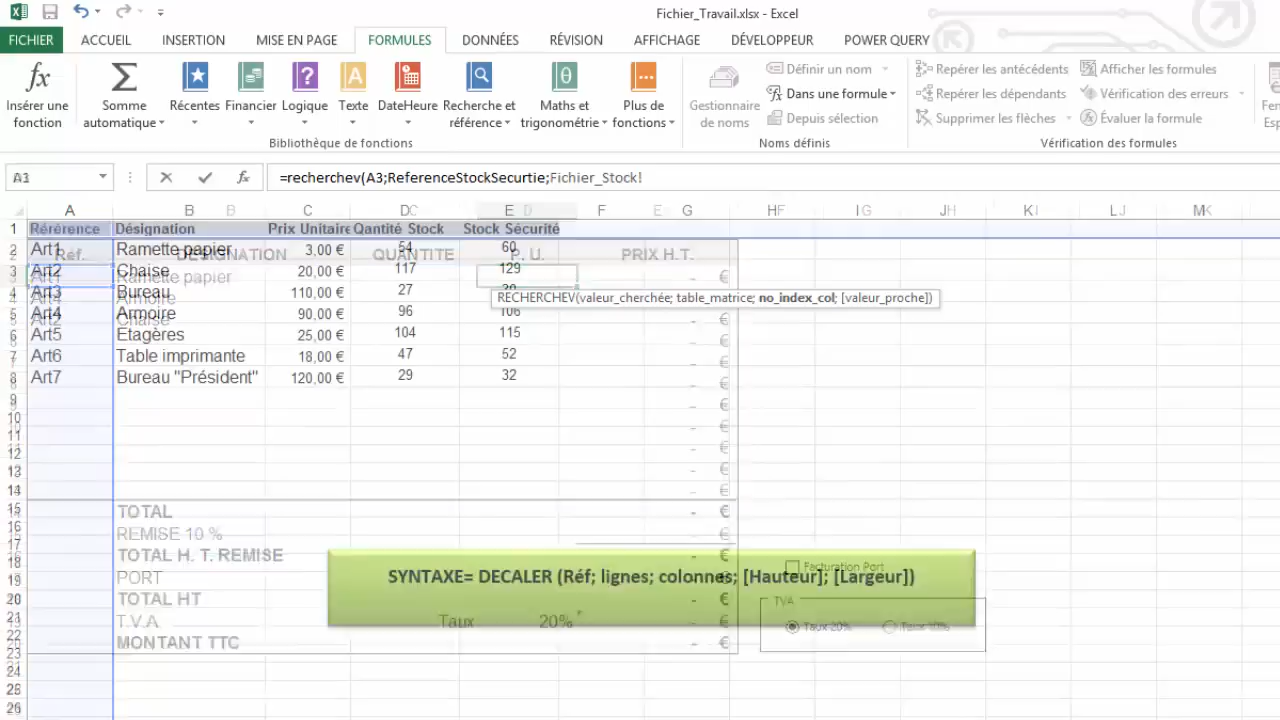 Fichier_Travail.xlsx - Excel
FICHIER ACCUEIL INSERTION MISE EN PAGE FORMULES DONNÉES RÉVISION AFFICHAGE DÉVELOPPEUR POWER QUERY
Insérer une fonction
Somme automatique
Récentes
Financier
Logique
Texte
DateHeure
Recherche et référence
Maths et trigonométrie
Plus de fonctions
Bibliothèque de fonctions
Gestionnaire de noms
Définir un nom
Dans une formule
Depuis sélection
Noms définis
Repérer les antécédents
Repérer les dépendants
Supprimer les flèches
Afficher les formules
Vérification des erreurs
Évaluer la formule
Vérification des formules
=recherchev(A3;ReferenceStockSecurtie;Fichier_Stock!
Désignation Prix Unitaire Qantité Stock Stock Sécurité
Réf. DESIGNATION QUANTITE P. U. PRIX H.T.
Art1 Ramette papier 3,00 € 54 60
Art2 Chaise 20,00 € 117 129
Art3 Bureau 110,00 € 27
RECHERCHEV(valeur_cherchée; table_matrice; no_index_col; [valeur_proche])
Art4 Armoire 90,00 € 96 106
Art5 Etagères 25,00 € 104 115
Art6 Table imprimante 18,00 € 47 52
Art7 Bureau "Président" 120,00 € 29 32
TOTAL - €
REMISE 10 % - €
TOTAL H. T. REMISE - €
PORT - €
TOTAL HT - €
T.V.A Taux 20% - €
MONTANT TTC - €
SYNTAXE= DECALER (Réf; lignes; colonnes; [Hauteur]; [Largeur])
Facturation Port
TVA
Taux 20%